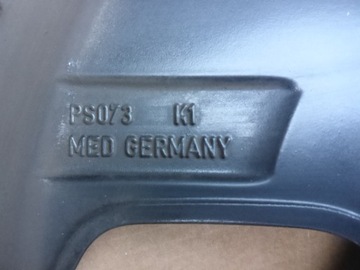 PS073 K1
MED GERMANY